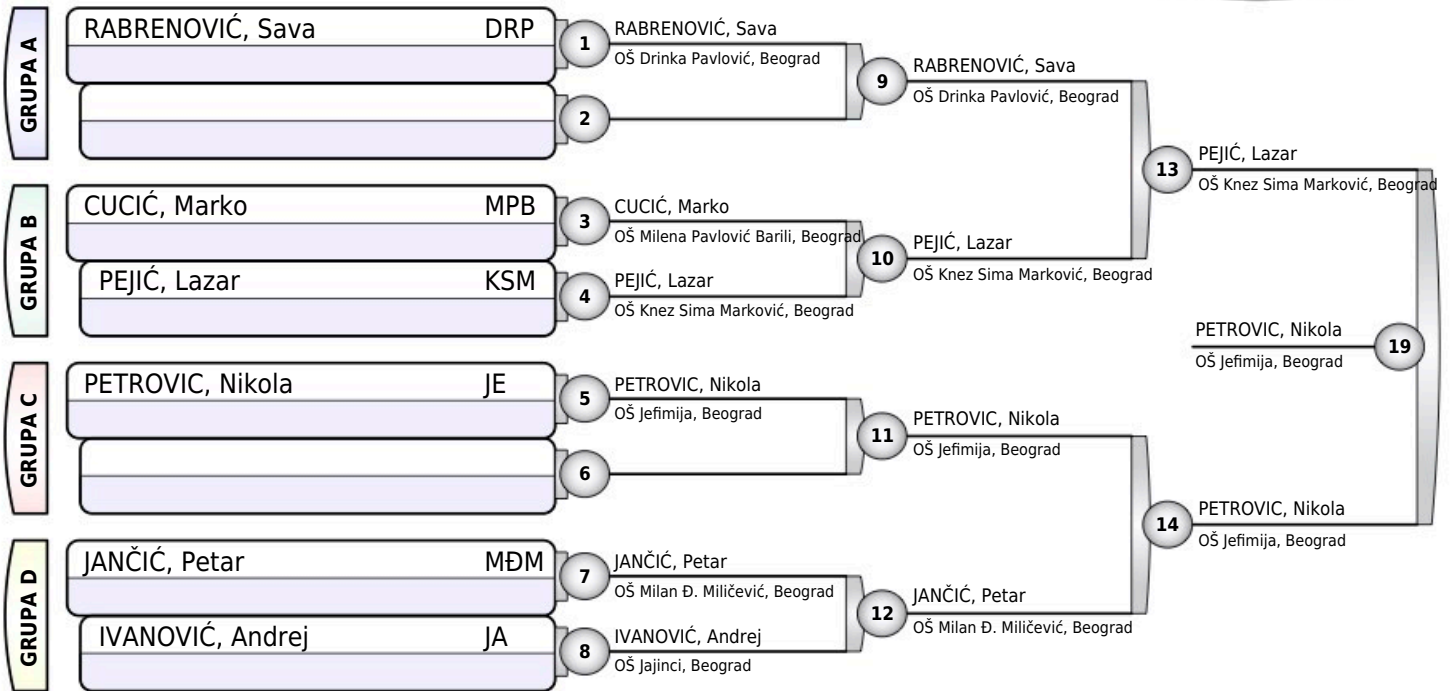 GRUPA A
RABRENOVIĆ, Sava DRP
1
RABRENOVIĆ, Sava
OŠ Drinka Pavlović, Beograd
2
9
RABRENOVIĆ, Sava
OŠ Drinka Pavlović, Beograd
GRUPA B
CUCIĆ, Marko MPB
3
CUCIĆ, Marko
OŠ Milena Pavlović Barili, Beograd
PEJIĆ, Lazar KSM
4
PEJIĆ, Lazar
OŠ Knez Sima Marković, Beograd
10
PEJIĆ, Lazar
OŠ Knez Sima Marković, Beograd
13
PEJIĆ, Lazar
OŠ Knez Sima Marković, Beograd
GRUPA C
PETROVIC, Nikola JE
5
PETROVIC, Nikola
OŠ Jefimija, Beograd
6
11
PETROVIC, Nikola
OŠ Jefimija, Beograd
GRUPA D
JANČIĆ, Petar MĐM
7
JANČIĆ, Petar
OŠ Milan Đ. Miličević, Beograd
IVANOVIĆ, Andrej JA
8
IVANOVIĆ, Andrej
OŠ Jajinci, Beograd
12
JANČIĆ, Petar
OŠ Milan Đ. Miličević, Beograd
14
PETROVIC, Nikola
OŠ Jefimija, Beograd
PETROVIC, Nikola
OŠ Jefimija, Beograd
19